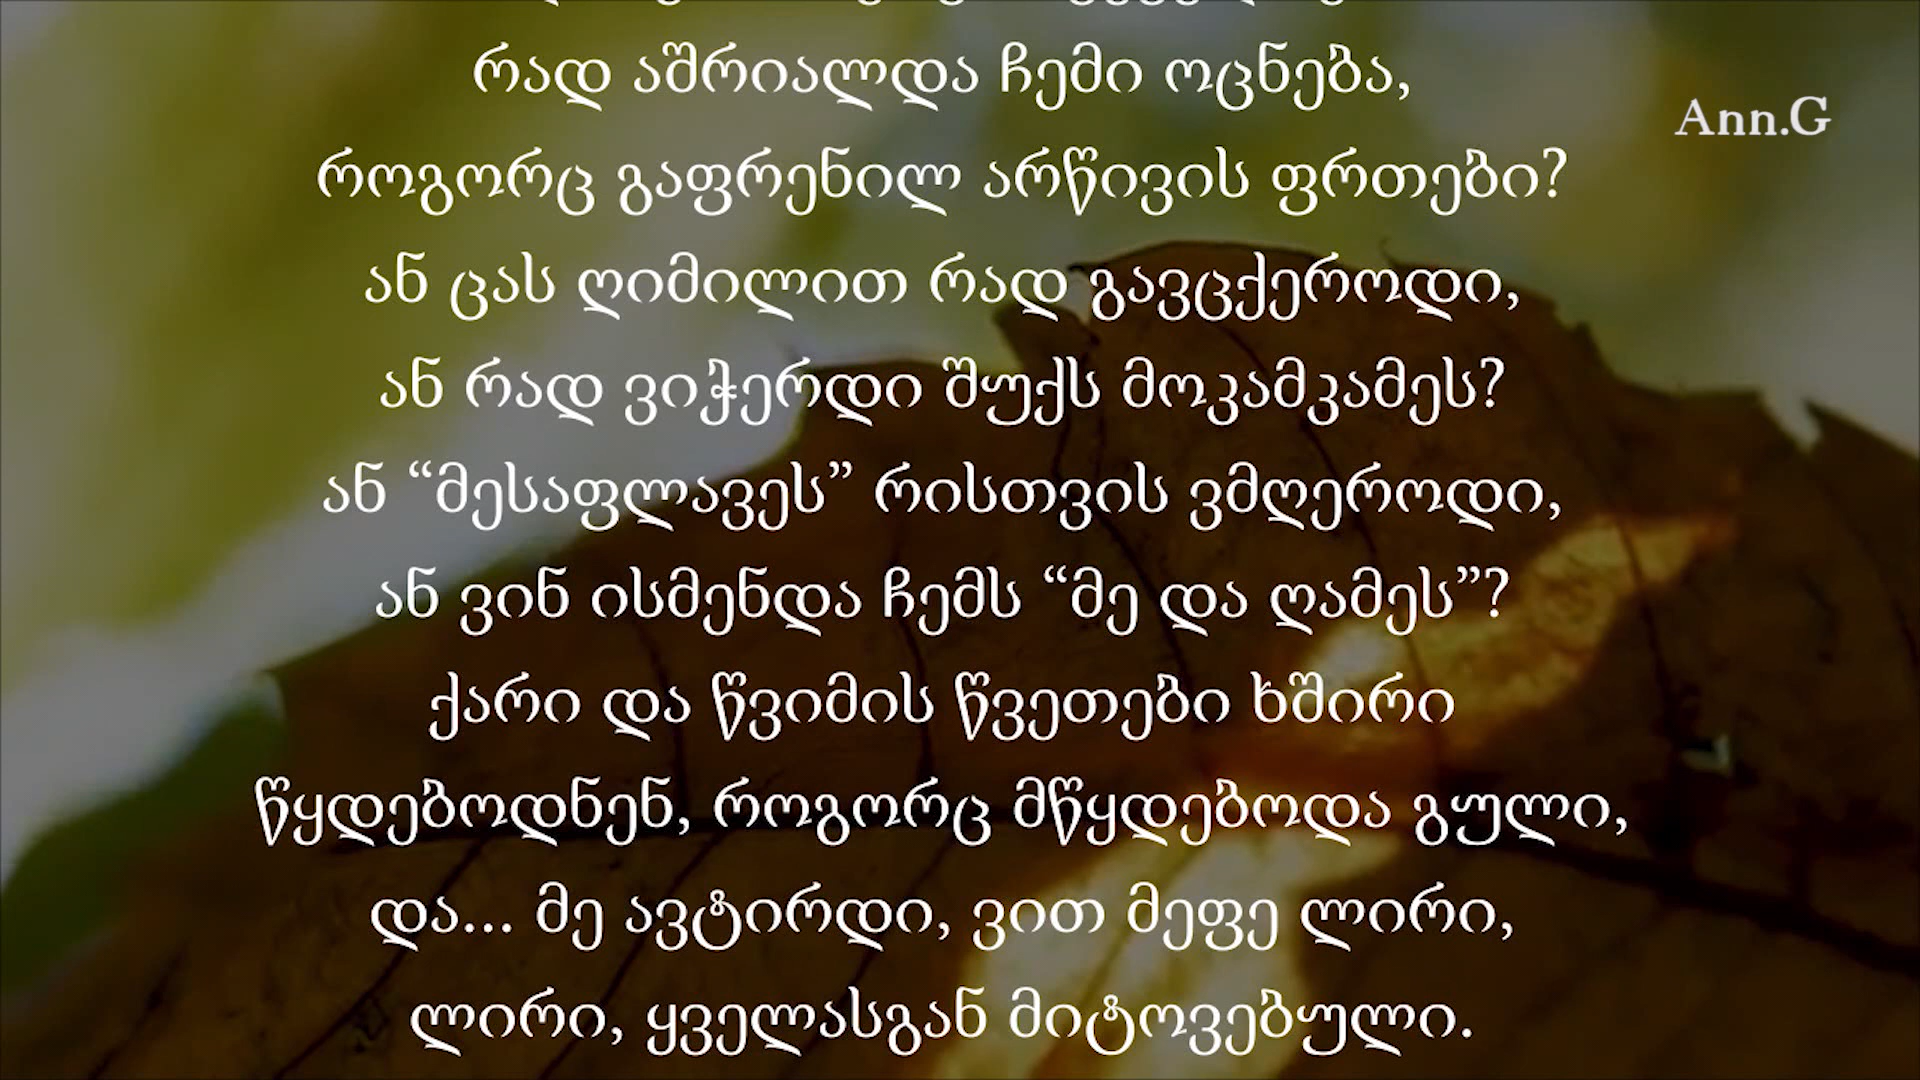 რად აშრიალდა ჩემი ოცნება,
Ann.G
როგორც გაფრენილ არწივის ფრთები?
ან ცას ღიმილით რად გავცქეროდი,
ან რად ვიჭერდი შუქს მოკამკამეს?
ან “მესაფლავეს” რისთვის ვმღეროდი,
ან ვინ ისმენდა ჩემს “მე და ღამეს”?
ქარი და წვიმის წვეთები ხშირი
წყდებოდნენ, როგორც მწყდებოდა გული,
და... მე ავტირდი, ვით მეფე ლირი,
ლირი, ყველასგან მიტოვებული.